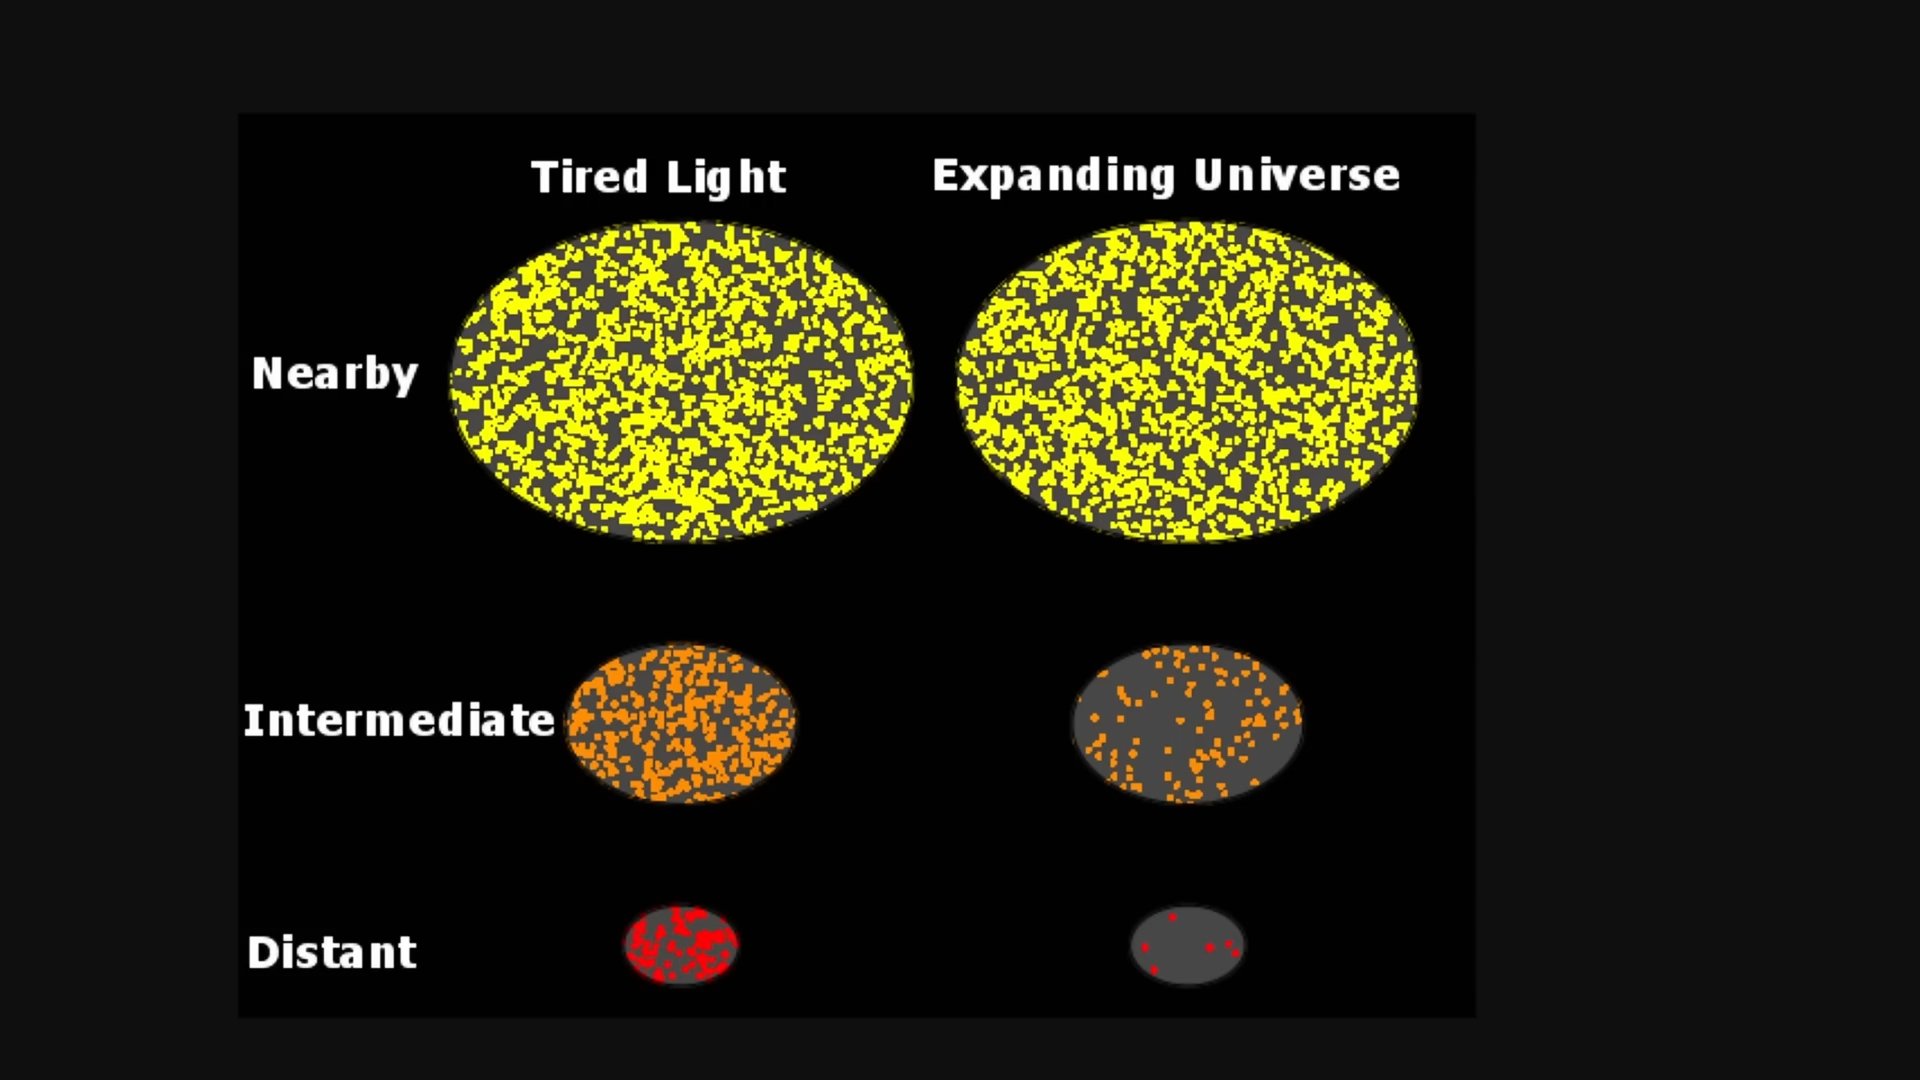 Tired Light
Expanding Universe
Nearby
Intermediate
Distant